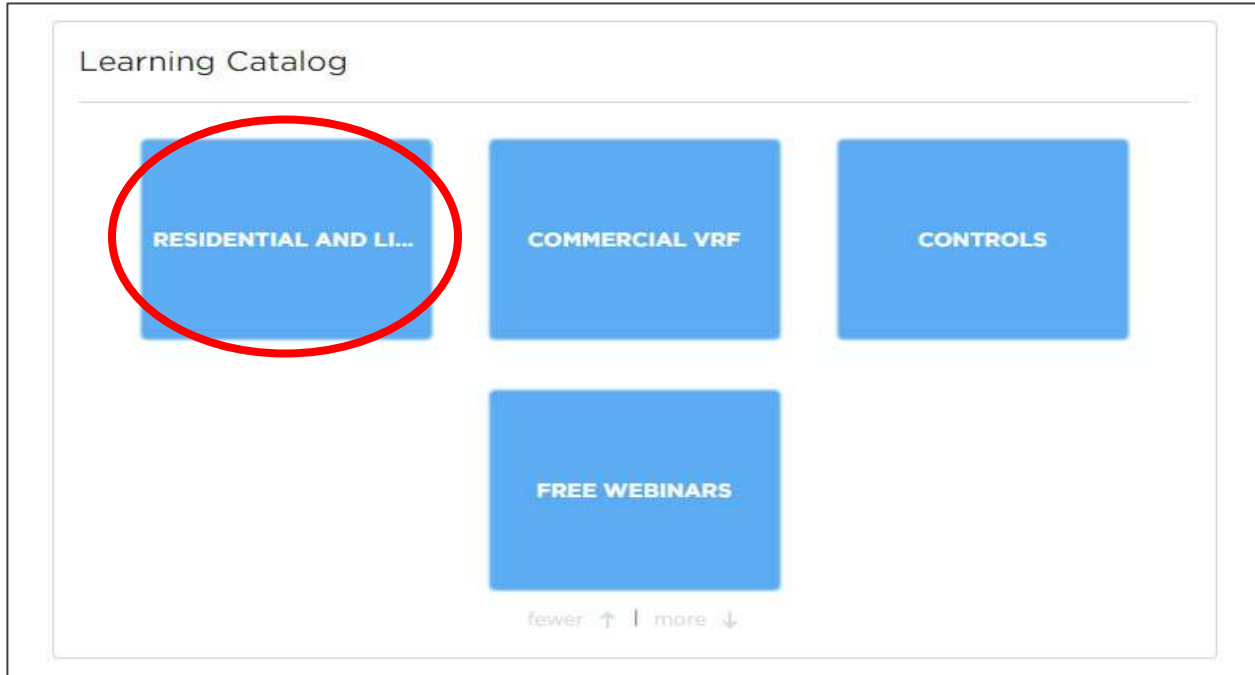 Learning Catalog
RESIDENTIAL AND LI...
COMMERCIAL VRF
CONTROLS
FREE WEBINARS
fewer ↑ | more ↓